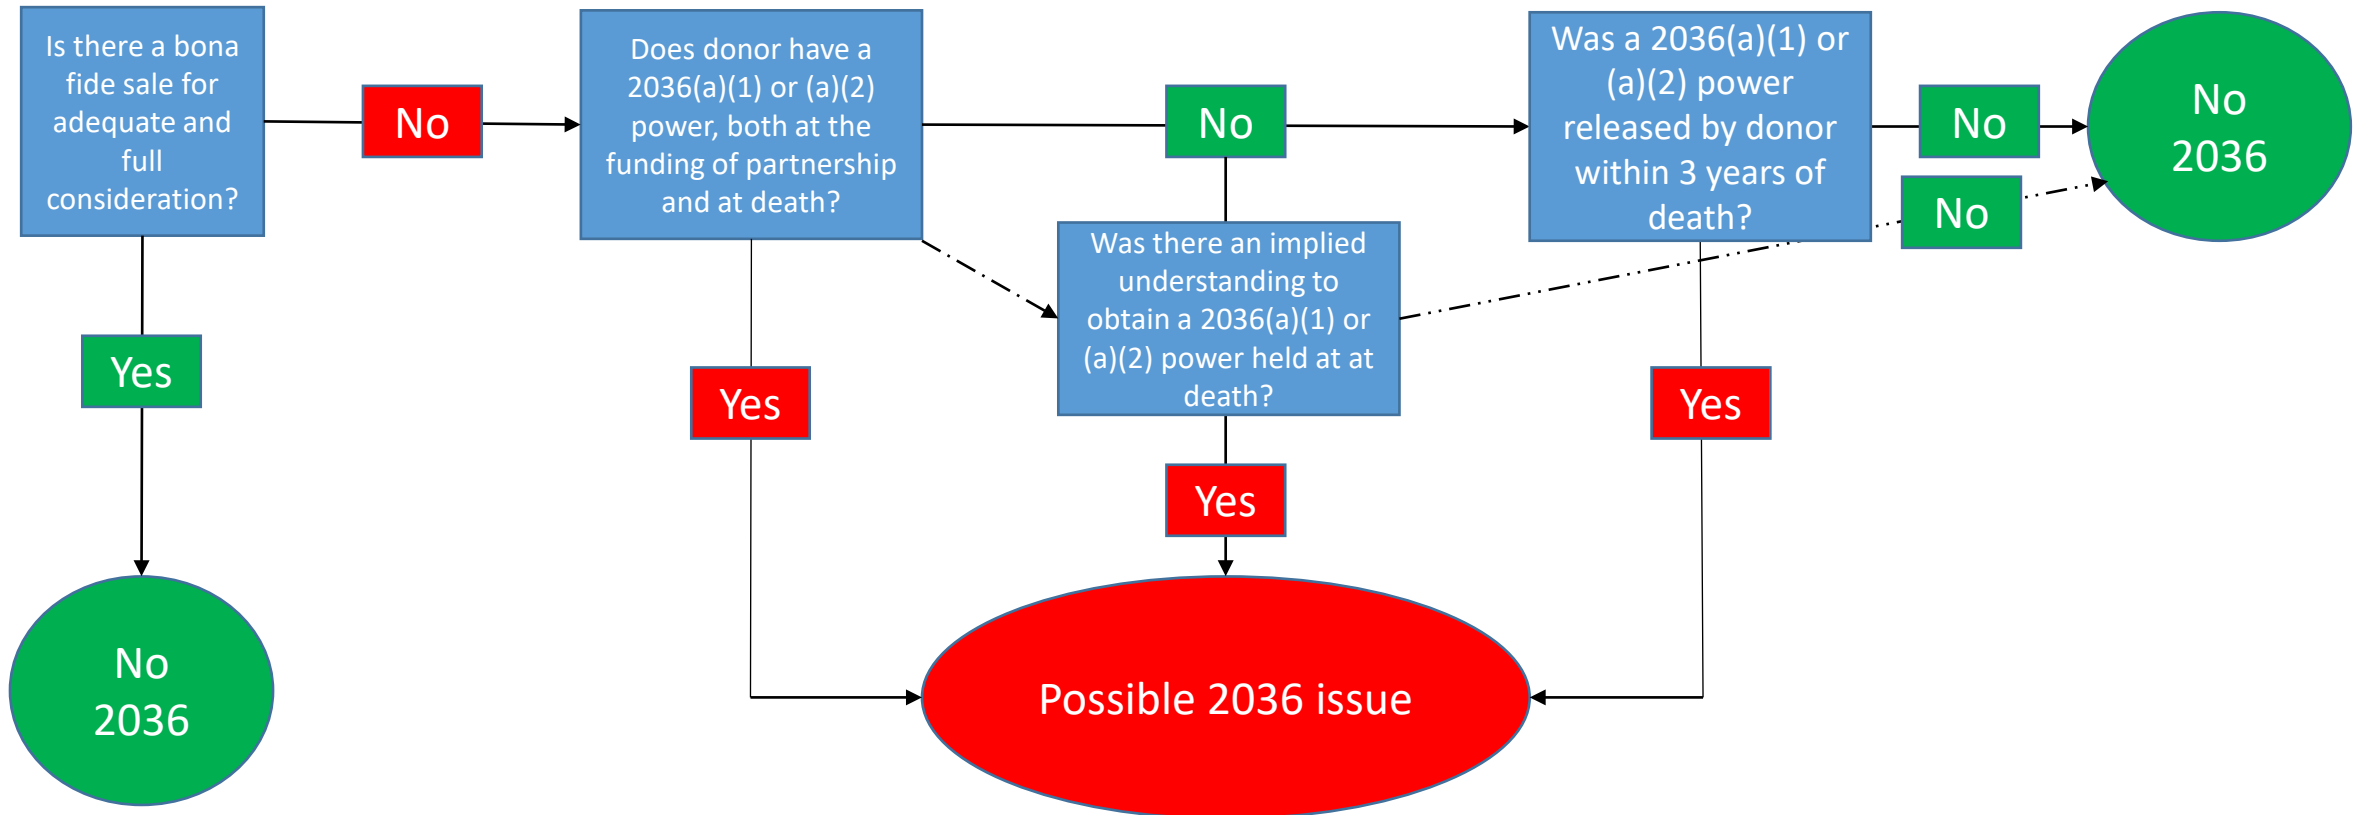 Is there a bona
fide sale for
adequate and
full
consideration?
No
Does donor have a
2036(a)(1) or (a)(2)
power, both at the
funding of partnership
and at death?
No
Was a 2036(a)(1) or
(a)(2) power
released by donor
within 3 years of
death?
No
No
2036
No
Was there an implied
understanding to
obtain a 2036(a)(1) or
(a)(2) power held at at
death?
Yes
Yes
Yes
Yes
No
2036
Possible 2036 issue